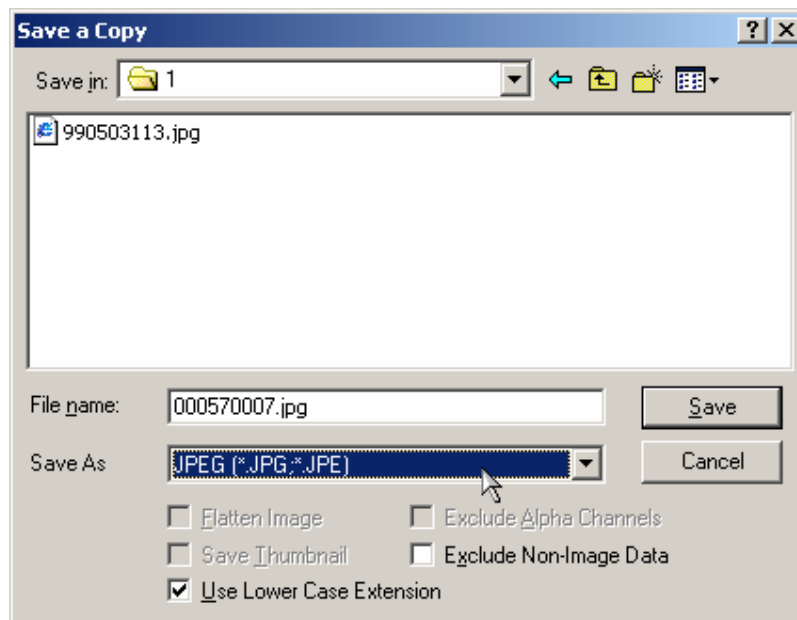 Save a Copy
Save in: 1
990503113.jpg
File name: 000570007.jpg Save
Save As JPEG (*.JPG;*.JPE) Cancel
Flatten Image Exclude Alpha Channels
Save Thumbnail Exclude Non-Image Data
Use Lower Case Extension